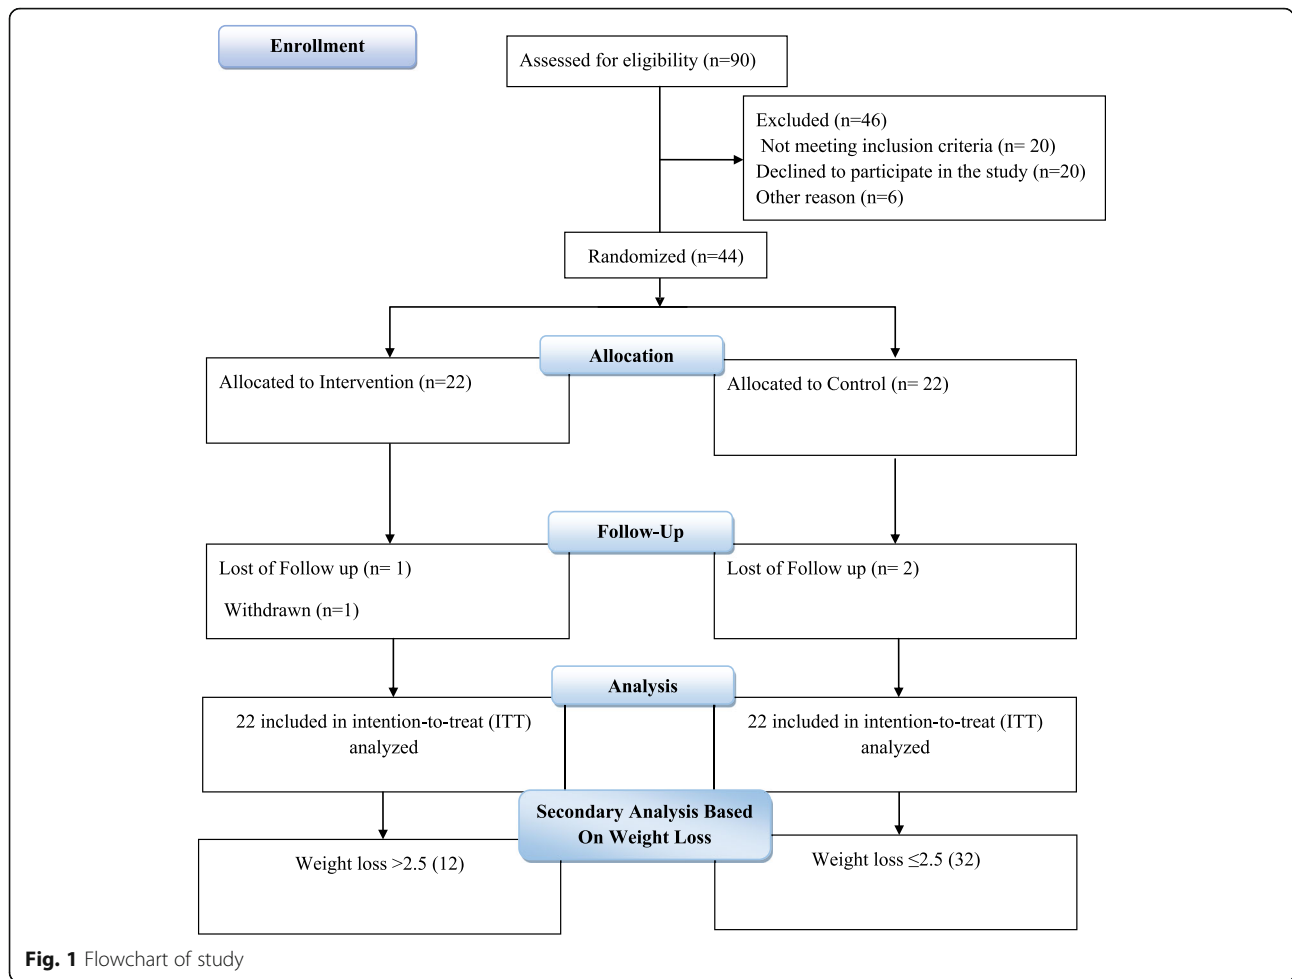 Enrollment
Assessed for eligibility (n=90)
Excluded (n=46)
Not meeting inclusion criteria (n= 20)
Declined to participate in the study (n=20)
Other reason (n=6)
Randomized (n=44)
Allocation
Allocated to Intervention (n=22)
Allocated to Control (n= 22)
Follow-Up
Lost of Follow up (n= 1)
Withdrawn (n=1)
Lost of Follow up (n= 2)
Analysis
22 included in intention-to-treat (ITT)
analyzed
22 included in intention-to-treat (ITT)
analyzed
Secondary Analysis Based
On Weight Loss
Weight loss >2.5 (12)
Weight loss ≤2.5 (32)
Fig. 1 Flowchart of study